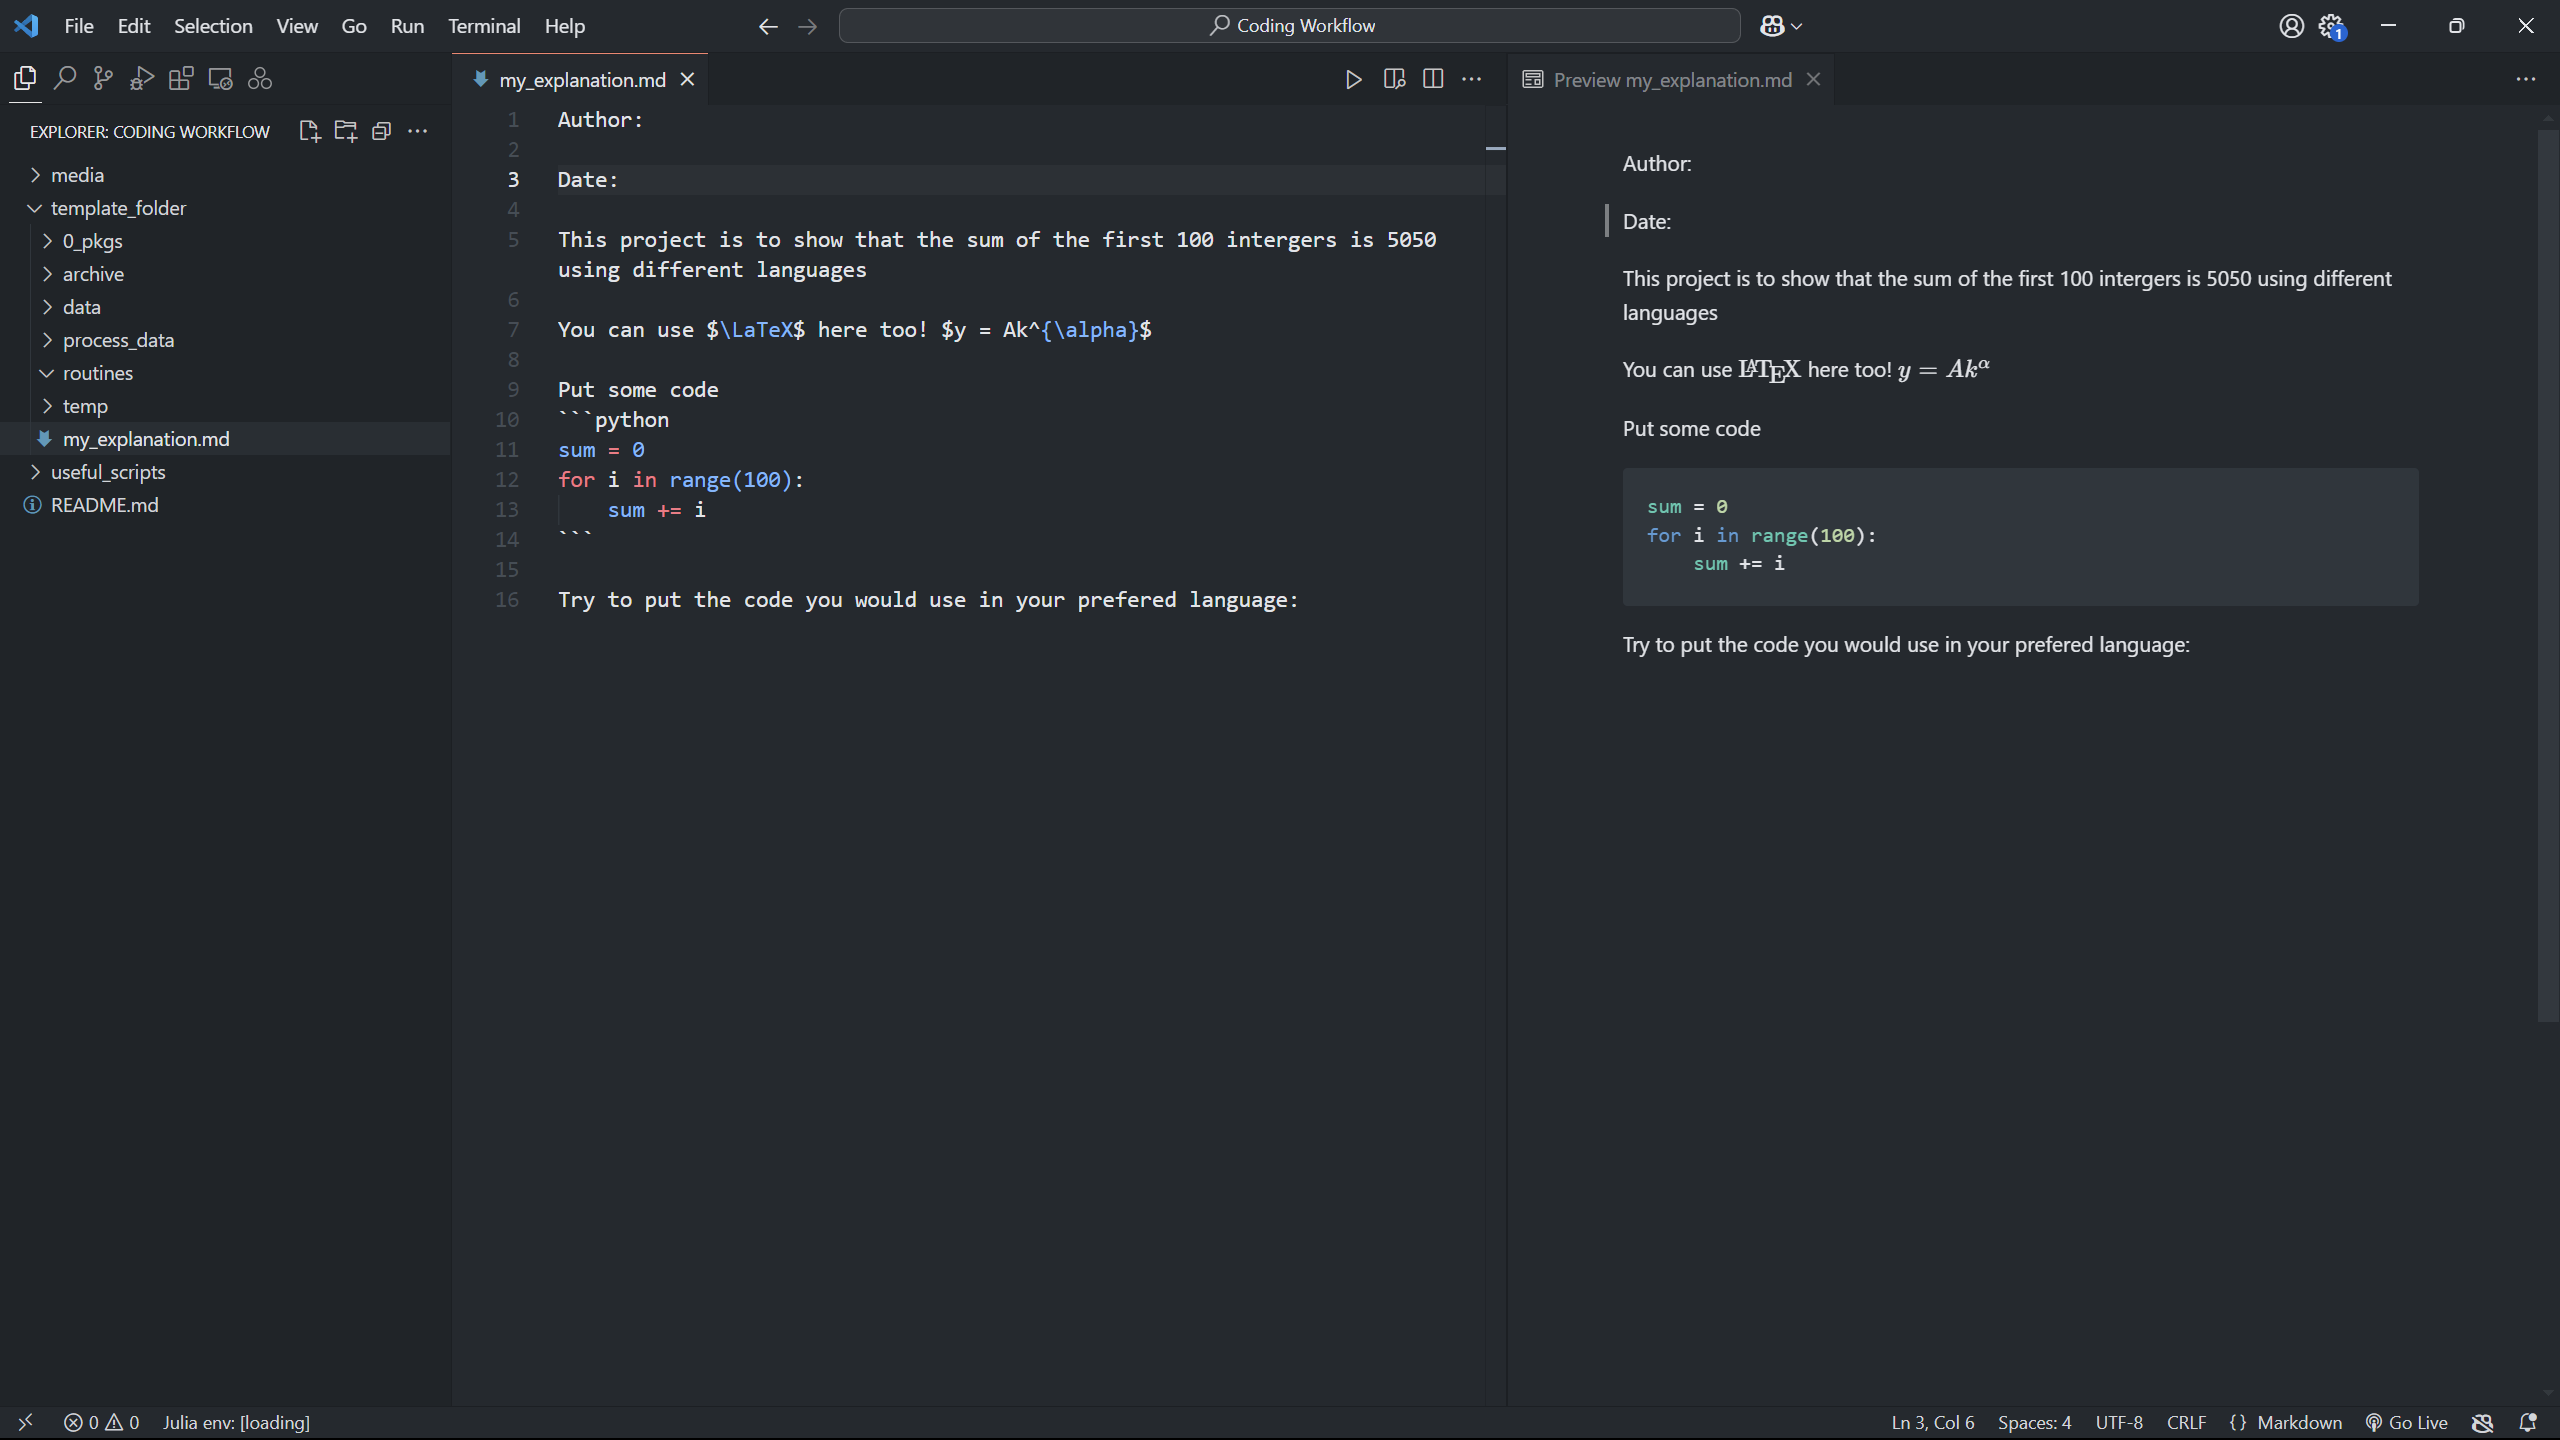 File Edit Selection View Go Run Terminal Help
Coding Workflow
1
EXPLORER: CODING WORKFLOW
media
template_folder
0_pkgs
archive
data
process_data
routines
temp
my_explanation.md
useful_scripts
README.md
my_explanation.md
1 Author:
2
3 Date:
4
5 This project is to show that the sum of the first 100 intergers is 5050
using different languages
6
7 You can use $\LaTeX$ here too! $y = Ak^{\alpha}$
8
9 Put some code
10 ```python
11 sum = 0
12 for i in range(100):
13     sum += i
14 ```
15
16 Try to put the code you would use in your prefered language:
Preview my_explanation.md
Author:
Date:
This project is to show that the sum of the first 100 intergers is 5050 using different
languages
You can use LATEX here too! y = Ak^α
Put some code
sum = 0
for i in range(100):
    sum += i
Try to put the code you would use in your prefered language:
0 0 Julia env: [loading]
Ln 3, Col 6 Spaces: 4 UTF-8 CRLF {} Markdown Go Live